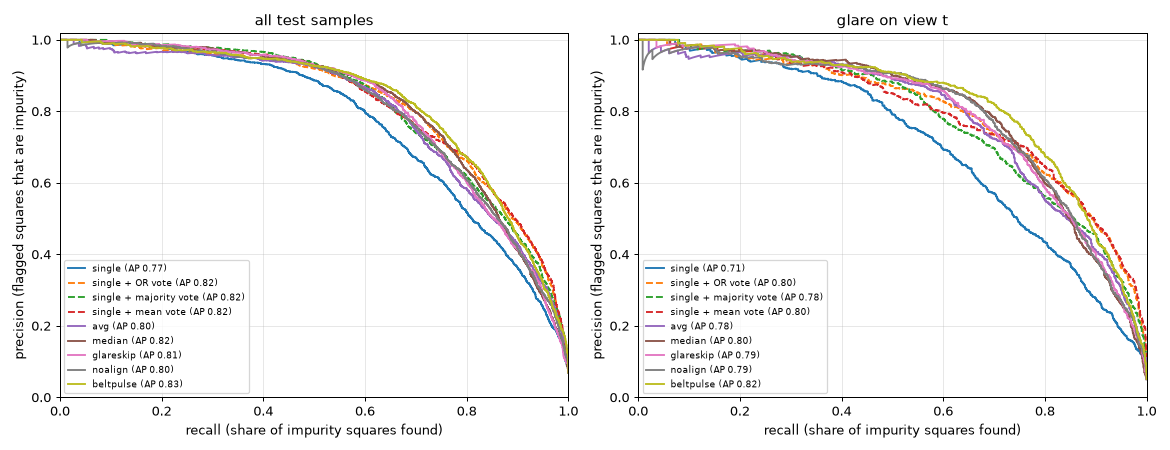 all test samples
precision (flagged squares that are impurity)
1.0
0.8
0.6
0.4
0.2
0.0
single (AP 0.77)
single + OR vote (AP 0.82)
single + majority vote (AP 0.82)
single + mean vote (AP 0.82)
avg (AP 0.80)
median (AP 0.82)
glareskip (AP 0.81)
noalign (AP 0.80)
beltpulse (AP 0.83)
0.0 0.2 0.4 0.6 0.8 1.0
recall (share of impurity squares found)
glare on view t
precision (flagged squares that are impurity)
1.0
0.8
0.6
0.4
0.2
0.0
single (AP 0.71)
single + OR vote (AP 0.80)
single + majority vote (AP 0.78)
single + mean vote (AP 0.80)
avg (AP 0.78)
median (AP 0.80)
glareskip (AP 0.79)
noalign (AP 0.79)
beltpulse (AP 0.82)
0.0 0.2 0.4 0.6 0.8 1.0
recall (share of impurity squares found)